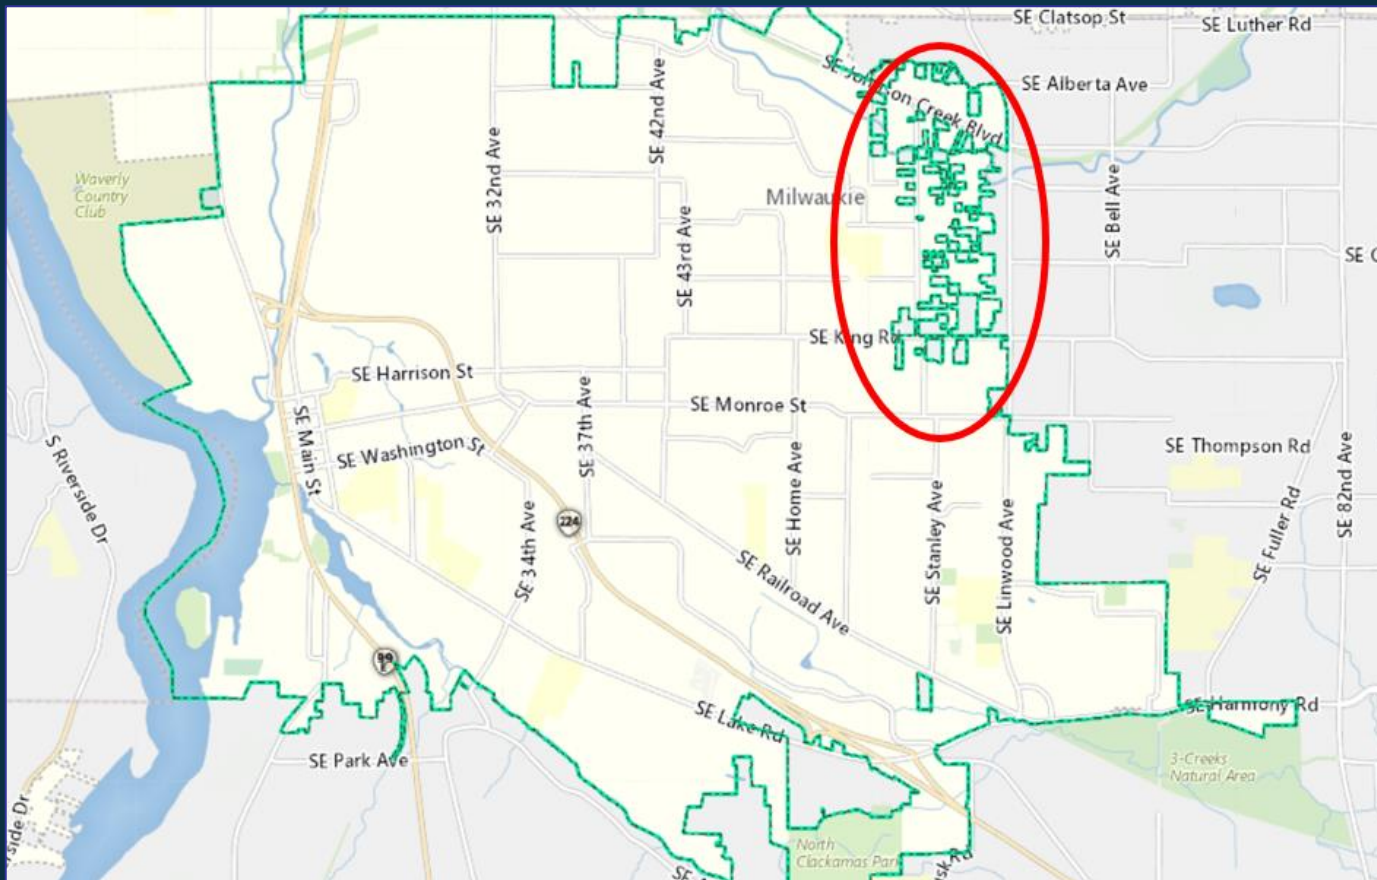 SE Clatsop St
SE Luther Rd
SE Johnson Creek Blvd
SE Alberta Ave
SE 42nd Ave
SE 32nd Ave
Waverly
Country
Club
Milwaukie
SE Bell Ave
SE 43rd Ave
SE King Rd
SE Harrison St
SE Monroe St
SE 37th Ave
SE Main St
SE Washington St
SE Thompson Rd
S Riverside Dr
SE 82nd Ave
SE Home Ave
SE Stanley Ave
SE Linwood Ave
SE Fuller Rd
224
SE 34th Ave
SE Railroad Ave
99
E
SE Lake Rd
SE Harmony Rd
SE Park Ave
3-Creeks
Natural Area
North
Clackamas Park
erside Dr